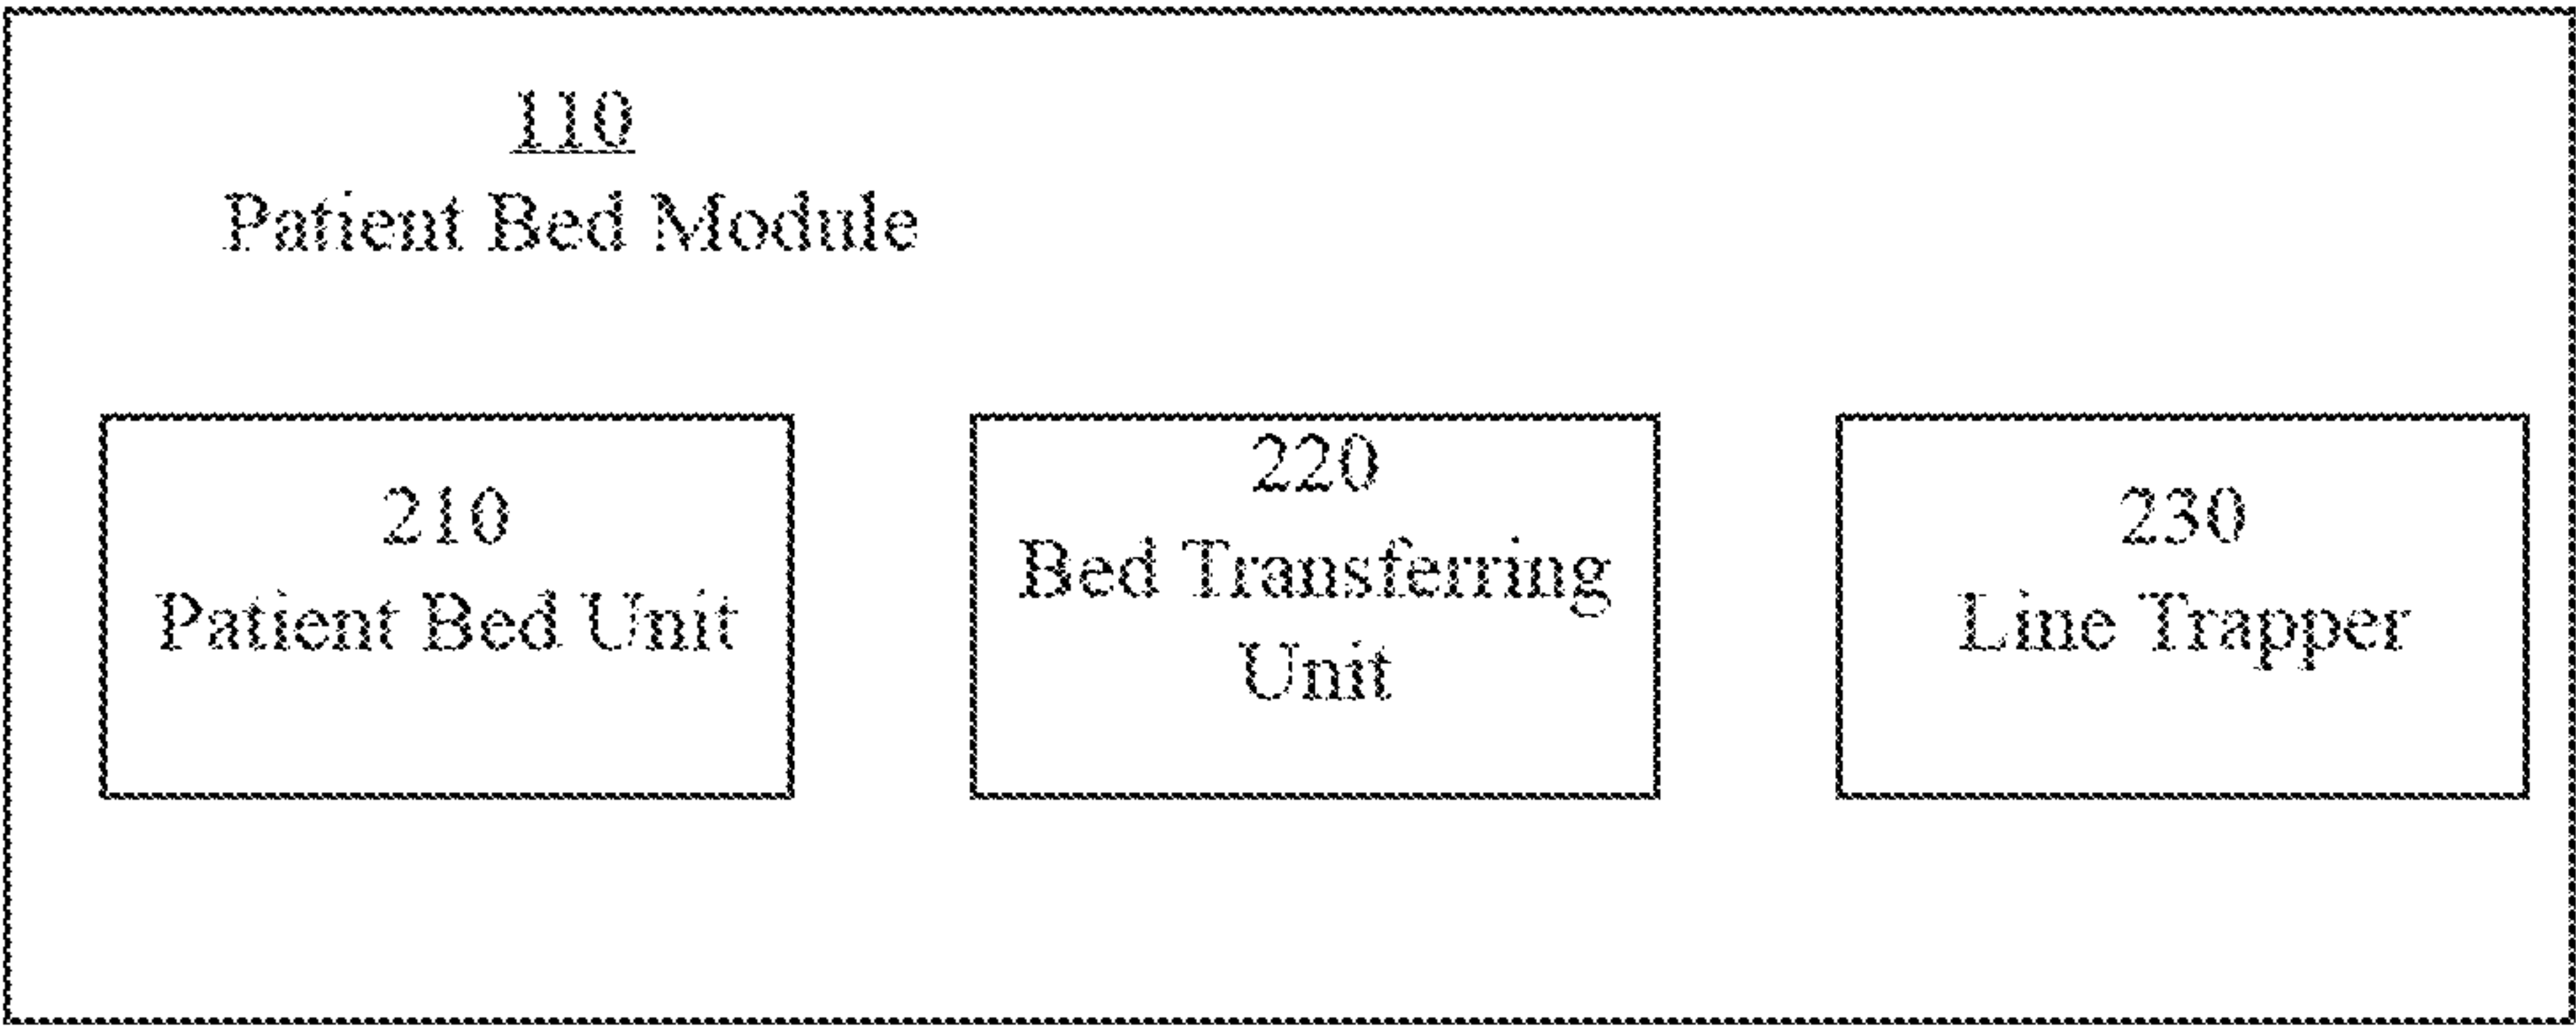 110
Patient Bed Module
210
Patient Bed Unit
220
Bed Transferring
Unit
230
Line Trapper